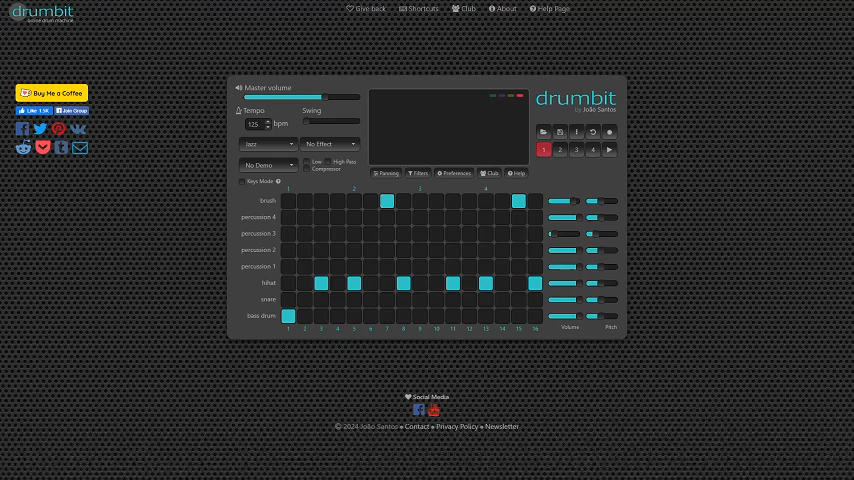 drumbit
online drum machine
Give back
Shortcuts
Club
About
Help Page
Buy Me a Coffee
Like 1.5K
Join Group
Master volume
Tempo
Swing
125
bpm
Jazz
No Effect
No Demo
Low
High Pass
Compressor
Keys Mode
Panning
Filters
Preferences
Club
Help
drumbit
by João Santos
1 2 3 4
1 2 3 4
brush
percussion 4
percussion 3
percussion 2
percussion 1
hihat
snare
bass drum
1 2 3 4 5 6 7 8 9 10 11 12 13 14 15 16
Volume
Pitch
Social Media
© 2024 João Santos ● Contact ● Privacy Policy ● Newsletter